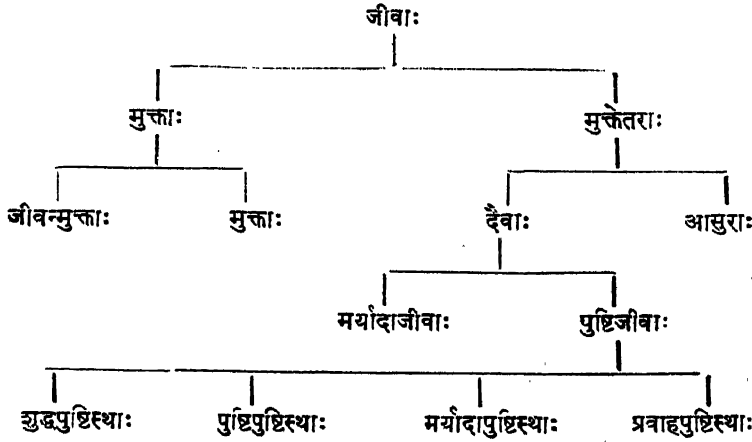 जीवाः
मुक्ताः मुक्तेतराः
जीवन्मुक्ताः मुक्ताः दैवाः आसुराः
मर्यादाजीवाः पुष्टिजीवाः
शुद्धपुष्टिस्थाः पुष्टिपुष्टिस्थाः मर्यादापुष्टिस्थाः प्रवाहपुष्टिस्थाः